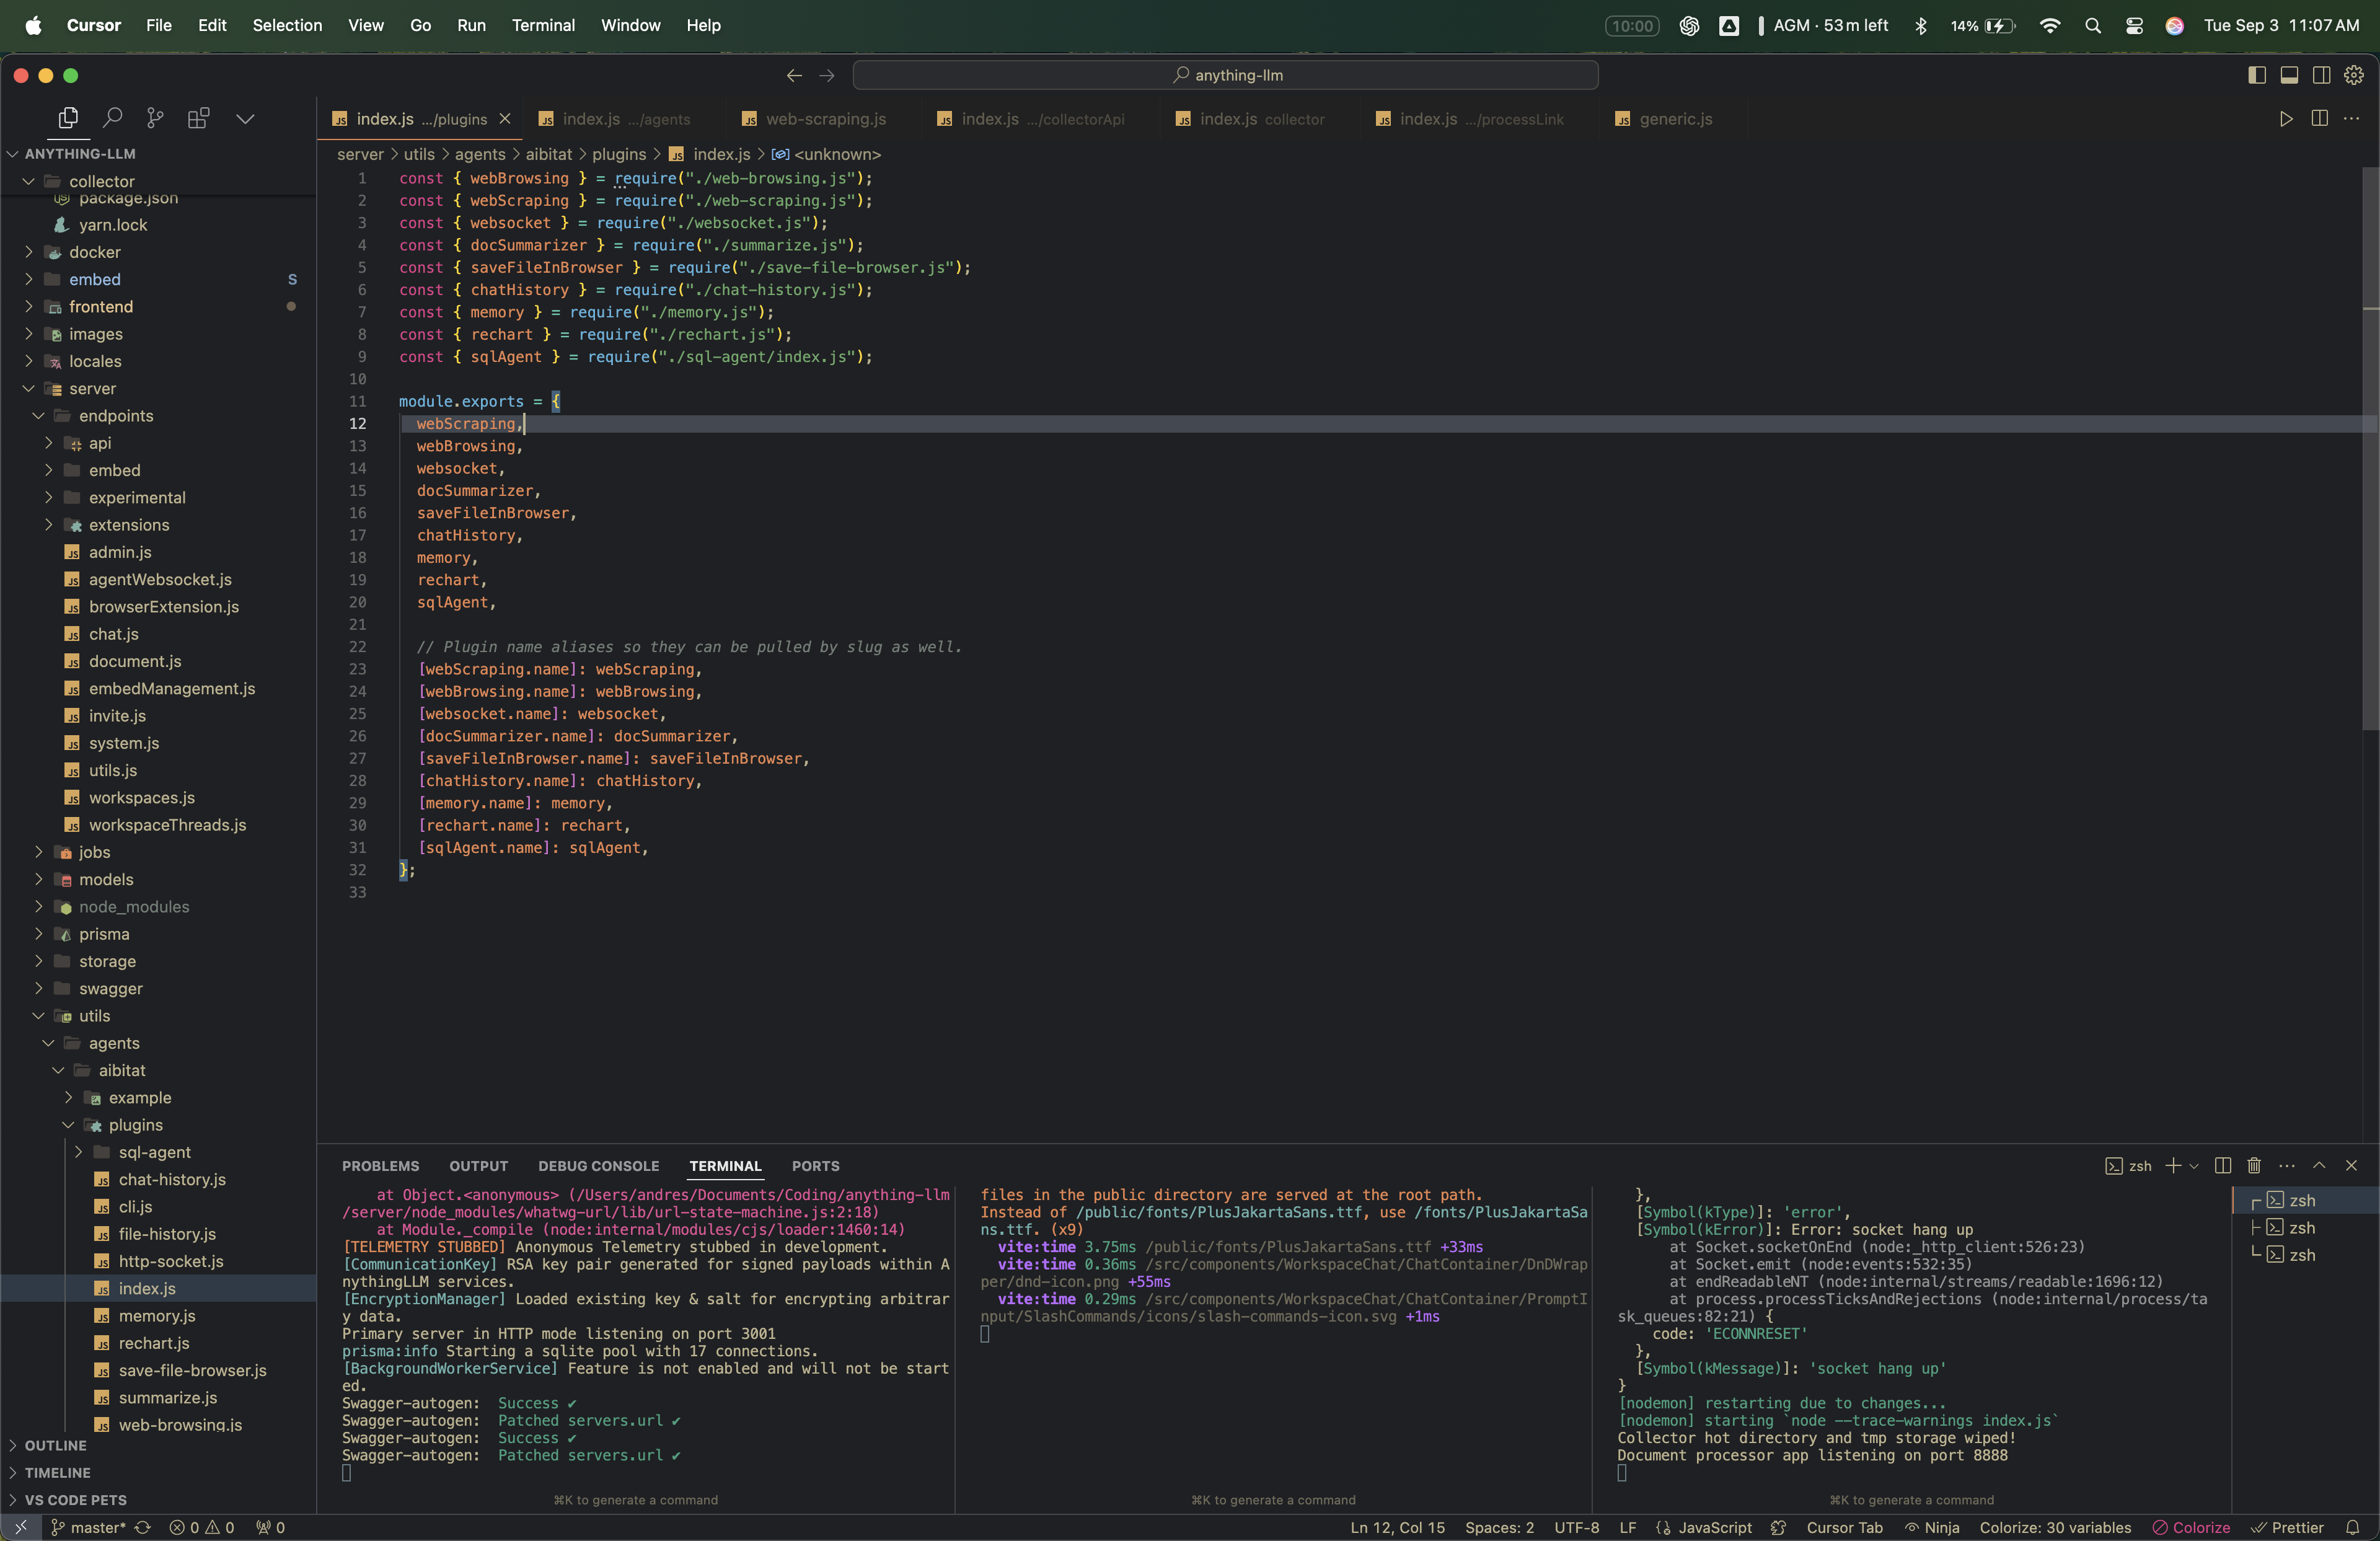 Cursor File Edit Selection View Go Run Terminal Window Help
10:00 AGM · 53 m left 14% Tue Sep 3 11:07 AM
anything-llm
index.js .../plugins index.js .../agents web-scraping.js index.js .../collectorApi index.js collector index.js .../processLink generic.js
server > utils > agents > aibitat > plugins > index.js > <unknown>
ANYTHING-LLM
collector
package.json
yarn.lock
docker
embed S
frontend
images
locales
server
endpoints
api
embed
experimental
extensions
admin.js
agentWebsocket.js
browserExtension.js
chat.js
document.js
embedManagement.js
invite.js
system.js
utils.js
workspaces.js
workspaceThreads.js
jobs
models
node_modules
prisma
storage
swagger
utils
agents
aibitat
example
plugins
sql-agent
chat-history.js
cli.js
file-history.js
http-socket.js
index.js
memory.js
rechart.js
save-file-browser.js
summarize.js
web-browsing.js
OUTLINE
TIMELINE
VS CODE PETS
1 const { webBrowsing } = require("./web-browsing.js");
2 const { webScraping } = require("./web-scraping.js");
3 const { websocket } = require("./websocket.js");
4 const { docSummarizer } = require("./summarize.js");
5 const { saveFileInBrowser } = require("./save-file-browser.js");
6 const { chatHistory } = require("./chat-history.js");
7 const { memory } = require("./memory.js");
8 const { rechart } = require("./rechart.js");
9 const { sqlAgent } = require("./sql-agent/index.js");
10
11 module.exports = {
12 webScraping,
13 webBrowsing,
14 websocket,
15 docSummarizer,
16 saveFileInBrowser,
17 chatHistory,
18 memory,
19 rechart,
20 sqlAgent,
21
22 // Plugin name aliases so they can be pulled by slug as well.
23 [webScraping.name]: webScraping,
24 [webBrowsing.name]: webBrowsing,
25 [websocket.name]: websocket,
26 [docSummarizer.name]: docSummarizer,
27 [saveFileInBrowser.name]: saveFileInBrowser,
28 [chatHistory.name]: chatHistory,
29 [memory.name]: memory,
30 [rechart.name]: rechart,
31 [sqlAgent.name]: sqlAgent,
32 };
33
PROBLEMS OUTPUT DEBUG CONSOLE TERMINAL PORTS
zsh
at Object.<anonymous> (/Users/andres/Documents/Coding/anything-llm
/server/node_modules/whatwg-url/lib/url-state-machine.js:2:18)
at Module._compile (node:internal/modules/cjs/loader:1460:14)
[TELEMETRY STUBBED] Anonymous Telemetry stubbed in development.
[CommunicationKey] RSA key pair generated for signed payloads within A
nythingLLM services.
[EncryptionManager] Loaded existing key & salt for encrypting arbitrar
y data.
Primary server in HTTP mode listening on port 3001
prisma:info Starting a sqlite pool with 17 connections.
[BackgroundWorkerService] Feature is not enabled and will not be start
ed.
Swagger-autogen: Success ✔
Swagger-autogen: Patched servers.url ✔
Swagger-autogen: Success ✔
Swagger-autogen: Patched servers.url ✔
⌘K to generate a command
files in the public directory are served at the root path.
Instead of /public/fonts/PlusJakartaSans.ttf, use /fonts/PlusJakartaSa
ns.ttf. (x9)
vite:time 3.75ms /public/fonts/PlusJakartaSans.ttf +33ms
vite:time 0.36ms /src/components/WorkspaceChat/ChatContainer/DnDWrap
per/dnd-icon.png +55ms
vite:time 0.29ms /src/components/WorkspaceChat/ChatContainer/PromptI
nput/SlashCommands/icons/slash-commands-icon.svg +1ms
⌘K to generate a command
},
[Symbol(kType)]: 'error',
[Symbol(kError)]: Error: socket hang up
at Socket.socketOnEnd (node:_http_client:526:23)
at Socket.emit (node:events:532:35)
at endReadableNT (node:internal/streams/readable:1696:12)
at process.processTicksAndRejections (node:internal/process/ta
sk_queues:82:21) {
code: 'ECONNRESET'
},
[Symbol(kMessage)]: 'socket hang up'
}
[nodemon] restarting due to changes...
[nodemon] starting `node --trace-warnings index.js`
Collector hot directory and tmp storage wiped!
Document processor app listening on port 8888
⌘K to generate a command
zsh
zsh
zsh
master* 0 0 0 Ln 12, Col 15 Spaces: 2 UTF-8 LF JavaScript Cursor Tab Ninja Colorize: 30 variables Colorize Prettier